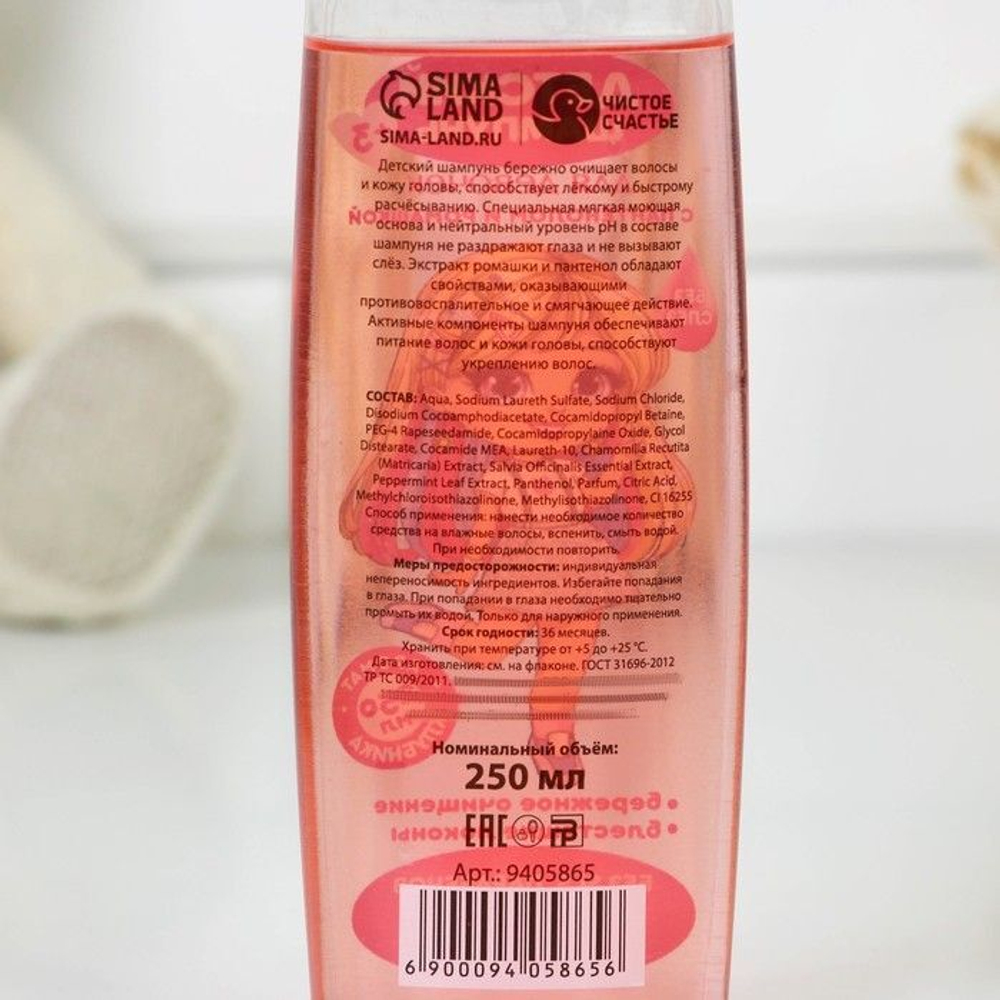 SIMA
LAND
SIMA-LAND.RU
ЧИСТОЕ
СЧАСТЬЕ
Детский шампунь бережно очищает волосы
и кожу головы, способствует лёгкому и быстрому
расчёсыванию. Специальная мягкая моющая
основа и нейтральный уровень pH в составе
шампуня не раздражают глаза и не вызывают
слёз. Экстракт ромашки и пантенол обладают
свойствами, оказывающими
противовоспалительное и смягчающее действие.
Активные компоненты шампуня обеспечивают
питание волос и кожи головы, способствуют
укреплению волос.
СОСТАВ: Aqua, Sodium Laureth Sulfate, Sodium Chloride,
Disodium Cocoamphodiacetate, Cocamidopropyl Betaine,
PEG-4 Rapeseedamide, Cocamidopropylaine Oxide, Glycol
Distearate, Cocamide MEA, Laureth-10, Chamomilla Recutita
(Matricaria) Extract, Salvia Officinalis Essential Extract,
Peppermint Leaf Extract, Panthenol, Parfum, Citric Acid,
Methylchloroisothiazolinone, Methylisothiazolinone, CI 16255
Способ применения: нанести необходимое количество
средства на влажные волосы, вспенить, смыть водой.
При необходимости повторить.
Меры предосторожности: индивидуальная
непереносимость ингредиентов. Избегайте попадания
в глаза. При попадании в глаза необходимо тщательно
промыть их водой. Только для наружного применения.
Срок годности: 36 месяцев.
Хранить при температуре от +5 до +25 °C.
Дата изготовления: см. на флаконе. ГОСТ 31696-2012
ТР ТС 009/2011.
Номинальный объём:
250 мл
• бережное очищение
• блестящие локоны
EAC
Арт.: 9405865
6 900094 058656